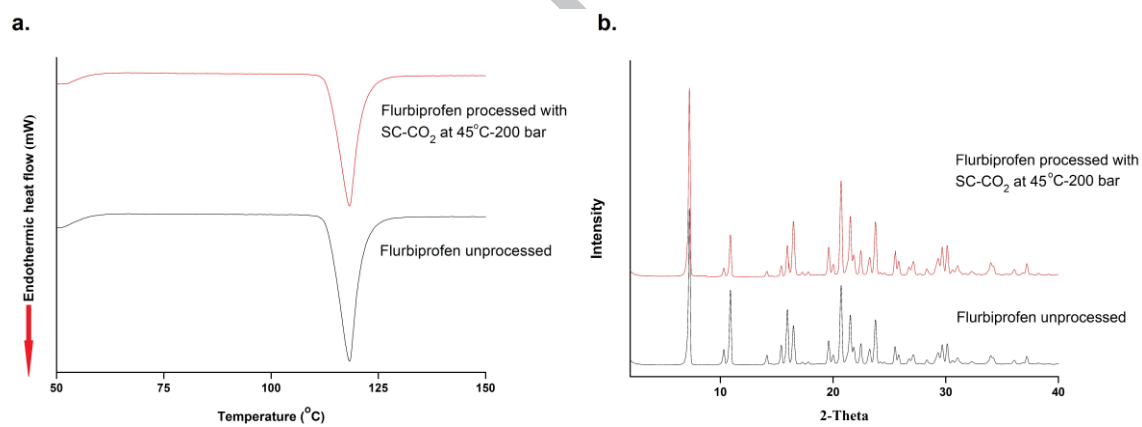 a.
Endothermic heat flow (mW)
Flurbiprofen processed with
SC-CO₂ at 45°C-200 bar
Flurbiprofen unprocessed
50
75
100
125
150
Temperature (°C)
b.
Intensity
Flurbiprofen processed with
SC-CO₂ at 45°C-200 bar
Flurbiprofen unprocessed
10
20
30
40
2-Theta